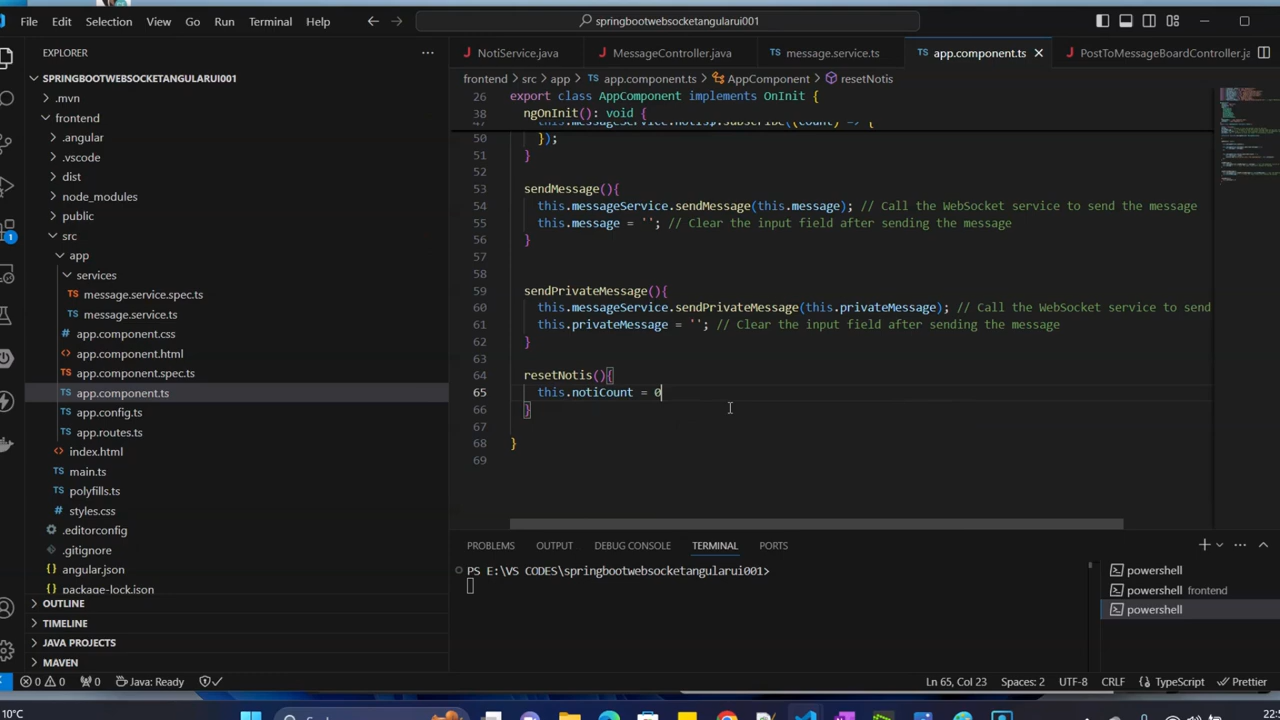 File Edit Selection View Go Run Terminal Help
springbootwebsocketangularui001
EXPLORER
NotiService.java
MessageController.java
message.service.ts
app.component.ts
PostToMessageBoardController.ja
SPRINGBOOTWEBSOCKETANGULARUI001
frontend > src > app > app.component.ts > AppComponent > resetNotis
.mvn
frontend
.angular
.vscode
dist
node_modules
public
src
app
services
message.service.spec.ts
message.service.ts
app.component.css
app.component.html
app.component.spec.ts
app.component.ts
app.config.ts
app.routes.ts
index.html
main.ts
polyfills.ts
styles.css
.editorconfig
.gitignore
angular.json
package-lock.json
OUTLINE
TIMELINE
JAVA PROJECTS
MAVEN
26 export class AppComponent implements OnInit {
38 ngOnInit(): void {
47 this.messageService.notis$.subscribe((count) => {
50 });
51 }
52
53 sendMessage(){
54 this.messageService.sendMessage(this.message); // Call the WebSocket service to send the message
55 this.message = ''; // Clear the input field after sending the message
56 }
57
58
59 sendPrivateMessage(){
60 this.messageService.sendPrivateMessage(this.privateMessage); // Call the WebSocket service to send
61 this.privateMessage = ''; // Clear the input field after sending the message
62 }
63
64 resetNotis(){
65 this.notiCount = 0
66 }
67
68 }
69
PROBLEMS OUTPUT DEBUG CONSOLE TERMINAL PORTS
PS E:\VS CODES\springbootwebsocketangularui001>
powershell
powershell frontend
powershell
0 0 0 Java: Ready
Ln 65, Col 23 Spaces: 2 UTF-8 CRLF TypeScript Prettier
10°C